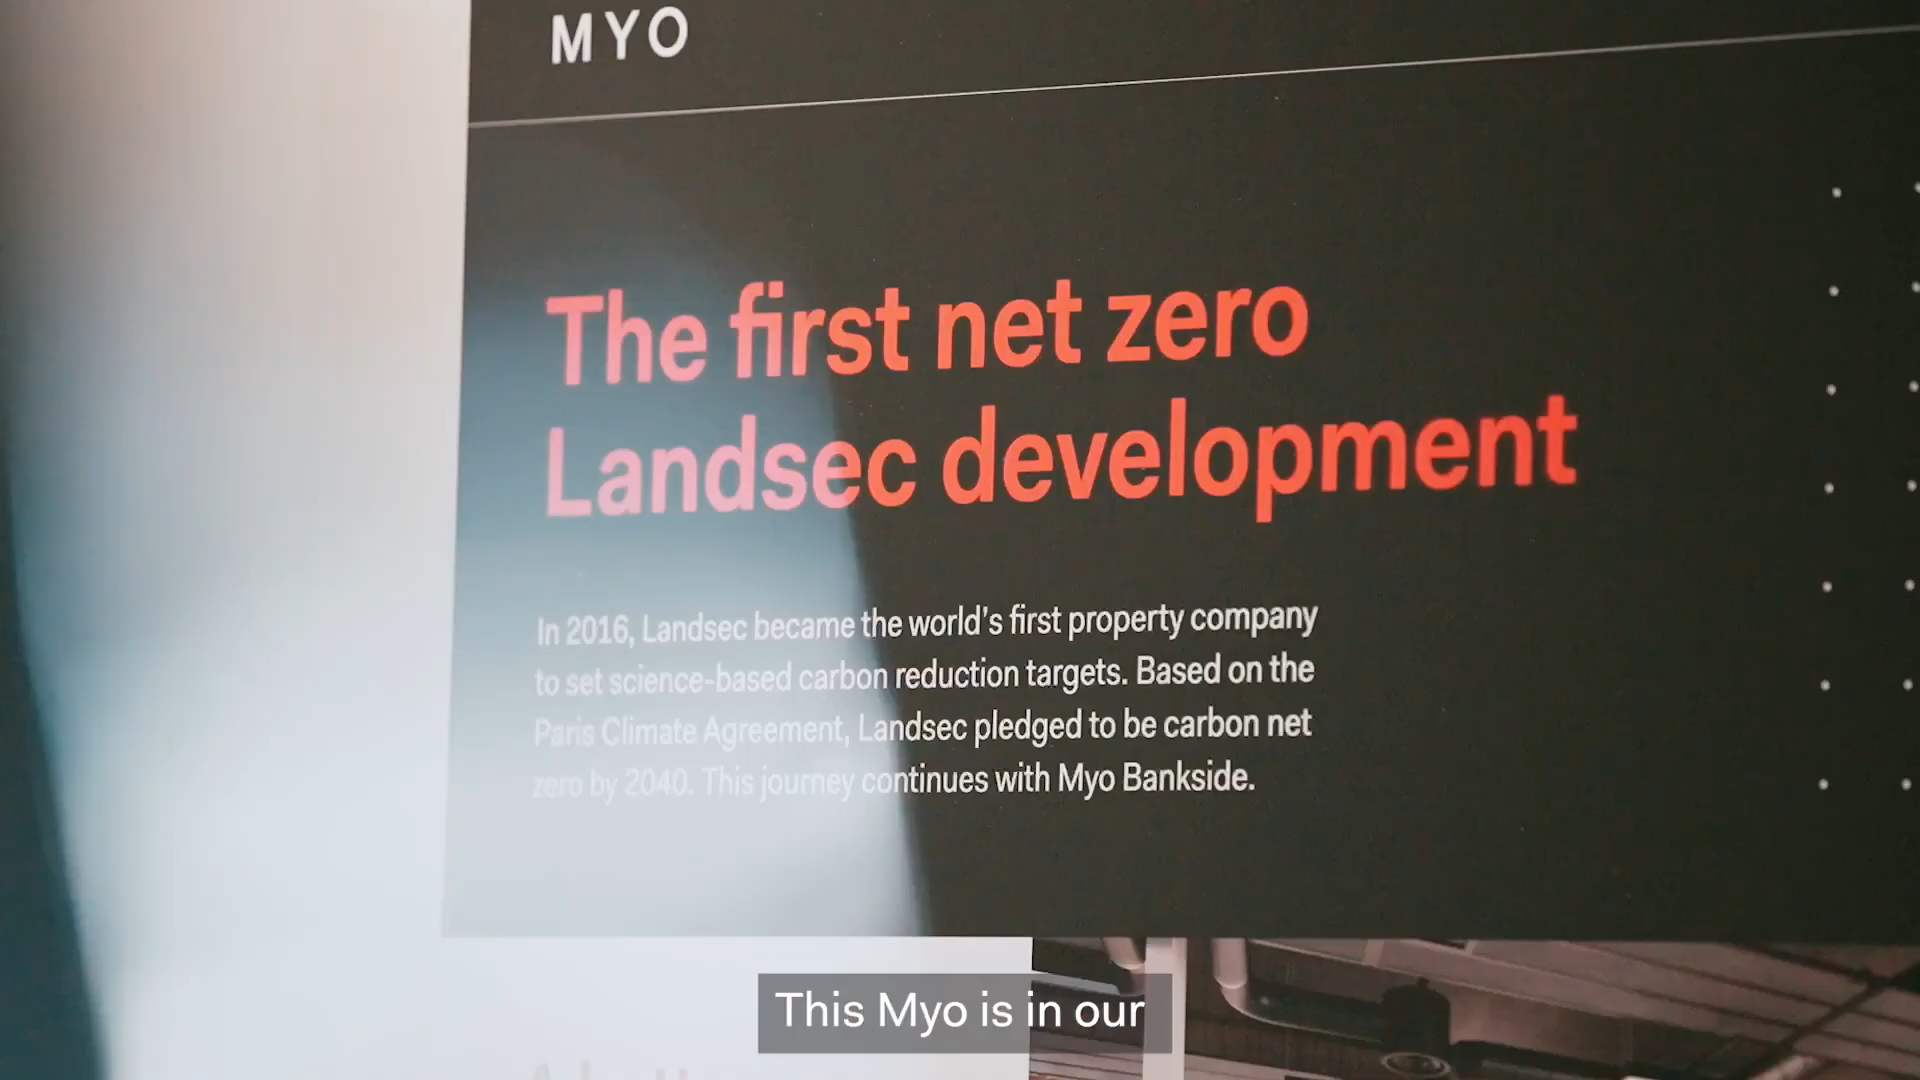 MYO
The first net zero
Landsec development
In 2016, Landsec became the world's first property company
to set science-based carbon reduction targets. Based on the
Paris Climate Agreement, Landsec pledged to be carbon net
zero by 2040. This journey continues with Myo Bankside.
This Myo is in our